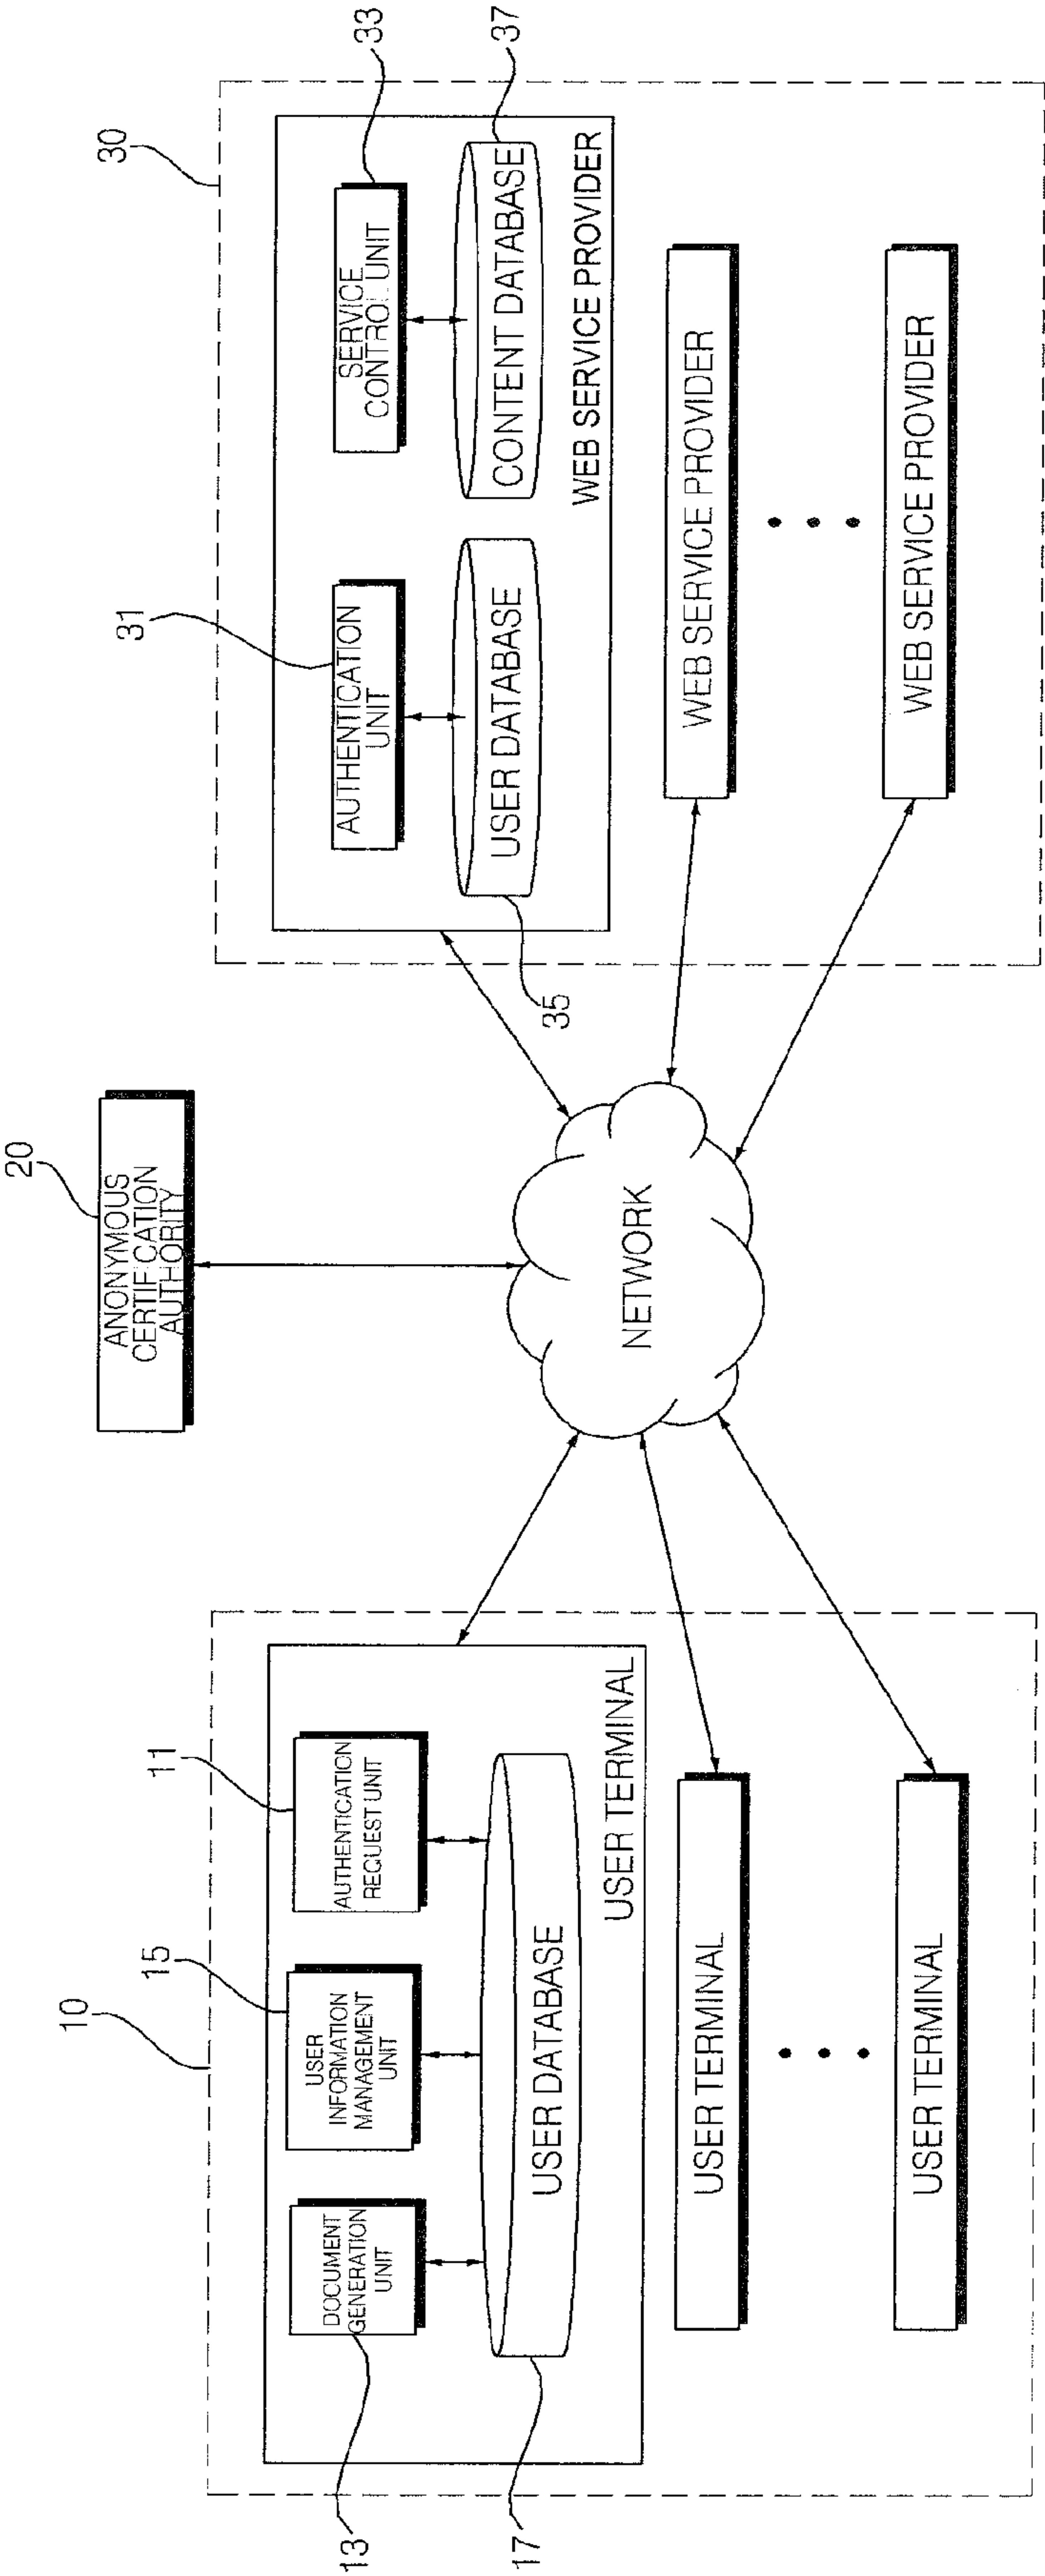 10
13
DOCUMENT
GENERATION
UNIT
15
USER
INFORMATION
MANAGEMENT
UNIT
11
AUTHENTICATION
REQUEST UNIT
17
USER DATABASE
USER TERMINAL
USER TERMINAL
USER TERMINAL
20
ANONYMOUS
CERTIFICATION
AUTHORITY
NETWORK
30
31
AUTHENTICATION
UNIT
33
SERVICE
CONTROL UNIT
35
USER DATABASE
37
CONTENT DATABASE
WEB SERVICE PROVIDER
WEB SERVICE PROVIDER
WEB SERVICE PROVIDER